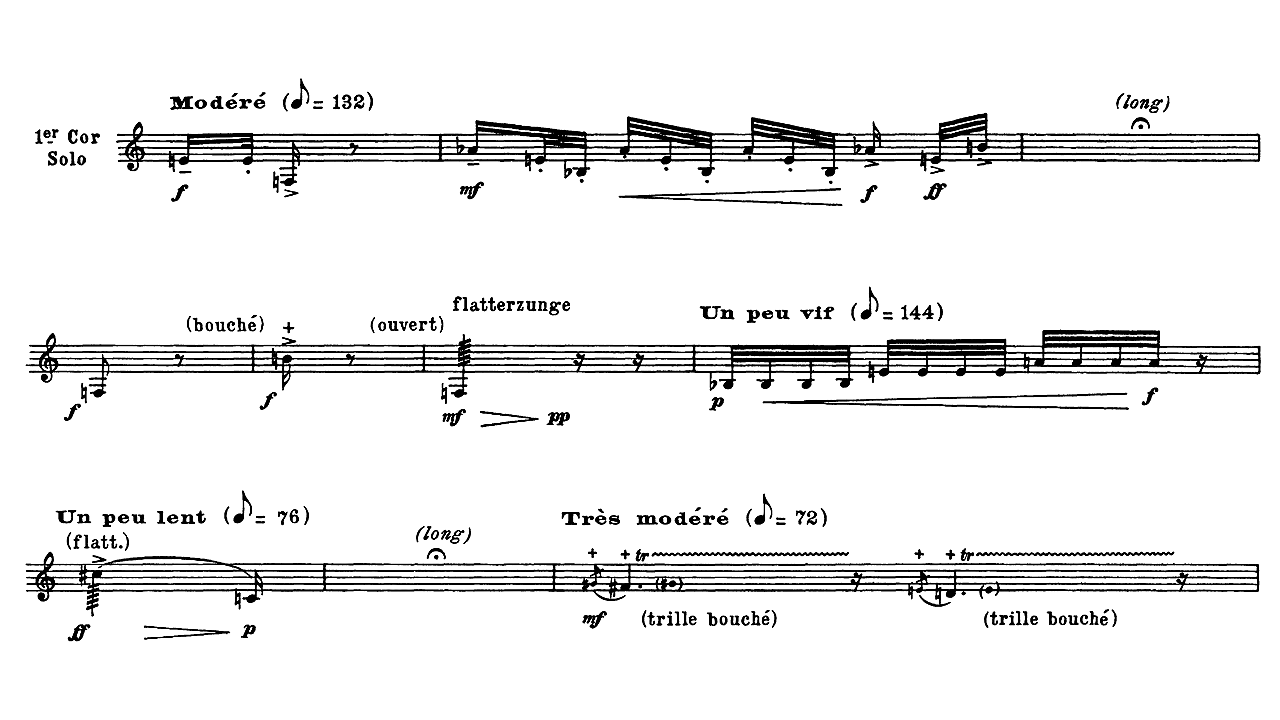 Modéré (♪ = 132)
(long)
1er Cor
Solo
f mf f ff
flatterzunge
Un peu vif (♪ = 144)
(bouché) + (ouvert)
f f mf pp p f
Un peu lent (♪ = 76)
(flatt.)
(long)
Très modéré (♪ = 72)
+ + tr + + tr
ff p mf (trille bouché) (trille bouché)